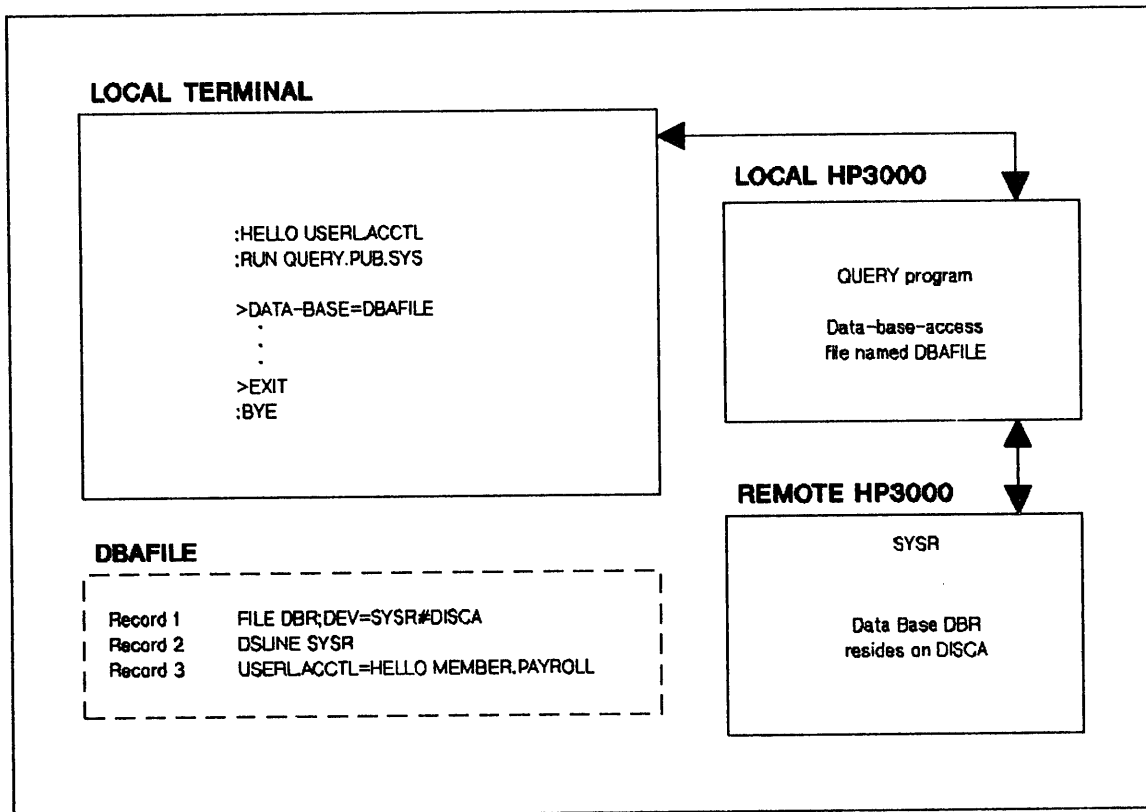 LOCAL TERMINAL
:HELLO USERL.ACCTL
:RUN QUERY.PUB.SYS
>DATA-BASE=DBAFILE
.
.
.
>EXIT
:BYE
LOCAL HP3000
QUERY program
Data-base-access
file named DBAFILE
REMOTE HP3000
SYSR
Data Base DBR
resides on DISCA
DBAFILE
Record 1 FILE DBR;DEV=SYSR#DISCA
Record 2 DSLINE SYSR
Record 3 USERL.ACCTL=HELLO MEMBER.PAYROLL